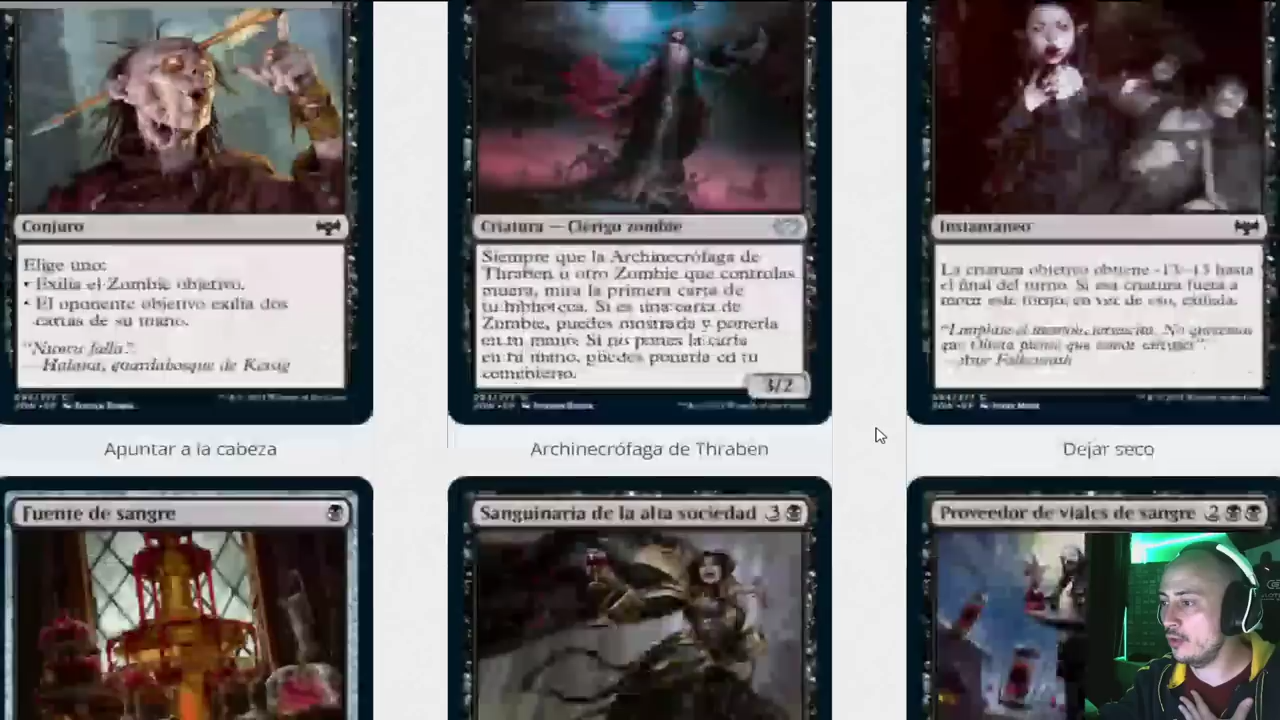 Conjuro
Elige uno:
• Exilia el Zombie objetivo.
• El oponente objetivo exilia dos
cartas de su mano.
"Nunca falla".
—Halana, guardabosque de Kessig
Apuntar a la cabeza
Criatura — Clérigo zombie
Siempre que la Archinecrófaga de
Thraben u otro Zombie que controlas
muera, mira la primera carta de
tu biblioteca. Si es una carta de
Zombie, puedes mostrarla y ponerla
en tu mano. Si no pones la carta
en tu mano, puedes ponerla en tu
cementerio.
3/2
Archinecrófaga de Thraben
Instantáneo
La criatura objetivo obtiene -13/-13 hasta
el final del turno. Si esa criatura fuera a
morir este turno, en vez de eso, exíliala.
Dejar seco
Fuente de sangre
Sanguinaria de la alta sociedad 3
Proveedor de viales de sangre 2